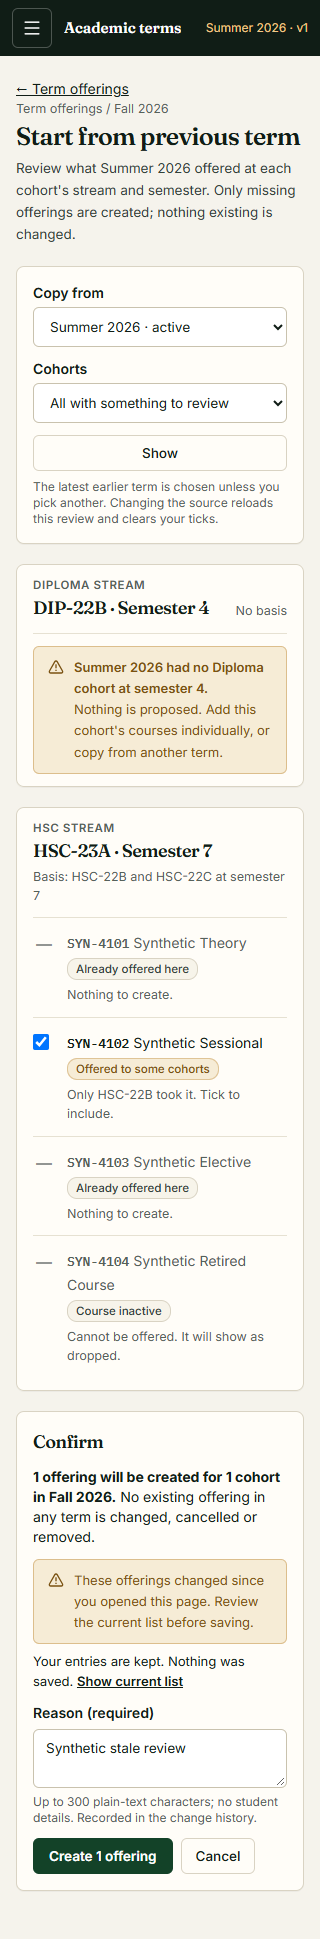 Academic terms
Summer 2026 · v1
← Term offerings
Term offerings / Fall 2026
Start from previous term
Review what Summer 2026 offered at each
cohort's stream and semester. Only missing
offerings are created; nothing existing is
changed.
Copy from
Summer 2026 · active
Cohorts
All with something to review
Show
The latest earlier term is chosen unless you
pick another. Changing the source reloads
this review and clears your ticks.
DIPLOMA STREAM
DIP-22B · Semester 4
No basis
Summer 2026 had no Diploma
cohort at semester 4.
Nothing is proposed. Add this
cohort's courses individually, or
copy from another term.
HSC STREAM
HSC-23A · Semester 7
Basis: HSC-22B and HSC-22C at semester
7
— SYN-4101 Synthetic Theory
Already offered here
Nothing to create.
SYN-4102 Synthetic Sessional
Offered to some cohorts
Only HSC-22B took it. Tick to
include.
— SYN-4103 Synthetic Elective
Already offered here
Nothing to create.
— SYN-4104 Synthetic Retired
Course
Course inactive
Cannot be offered. It will show as
dropped.
Confirm
1 offering will be created for 1 cohort
in Fall 2026. No existing offering in
any term is changed, cancelled or
removed.
These offerings changed since
you opened this page. Review
the current list before saving.
Your entries are kept. Nothing was
saved. Show current list
Reason (required)
Synthetic stale review
Up to 300 plain-text characters; no student
details. Recorded in the change history.
Create 1 offering
Cancel